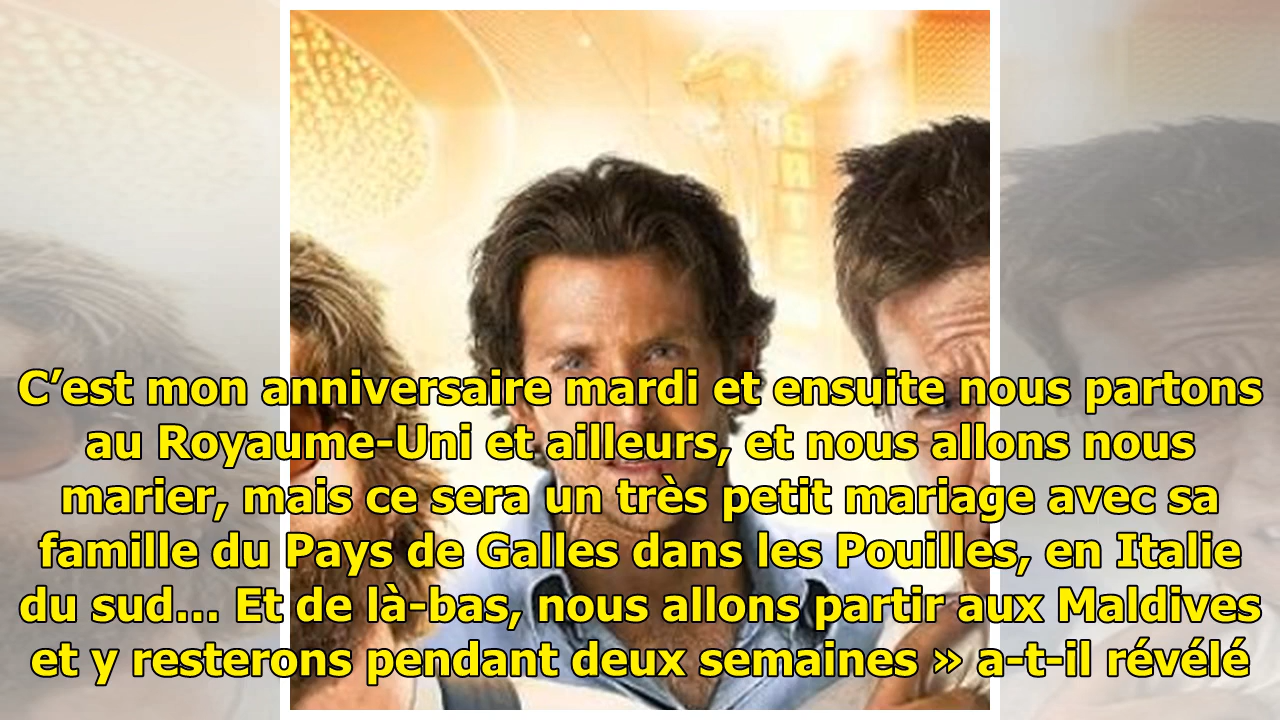 C’est mon anniversaire mardi et ensuite nous partons
au Royaume-Uni et ailleurs, et nous allons nous
marier, mais ce sera un très petit mariage avec sa
famille du Pays de Galles dans les Pouilles, en Italie
du sud… Et de là-bas, nous allons partir aux Maldives
et y resterons pendant deux semaines » a-t-il révélé